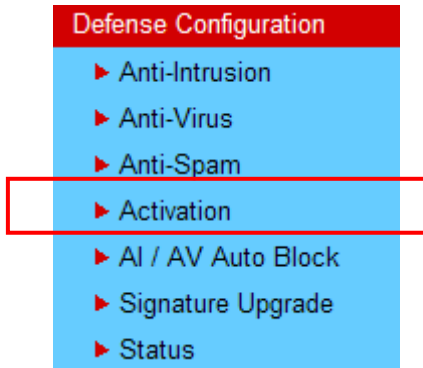 Defense Configuration
Anti-Intrusion
Anti-Virus
Anti-Spam
Activation
AI / AV Auto Block
Signature Upgrade
Status